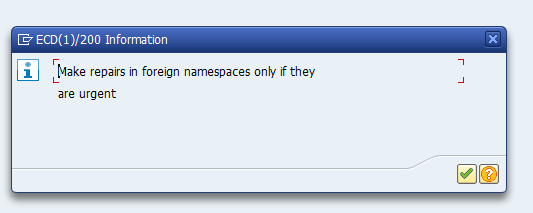 ECD(1)/200 Information
Make repairs in foreign namespaces only if they
are urgent